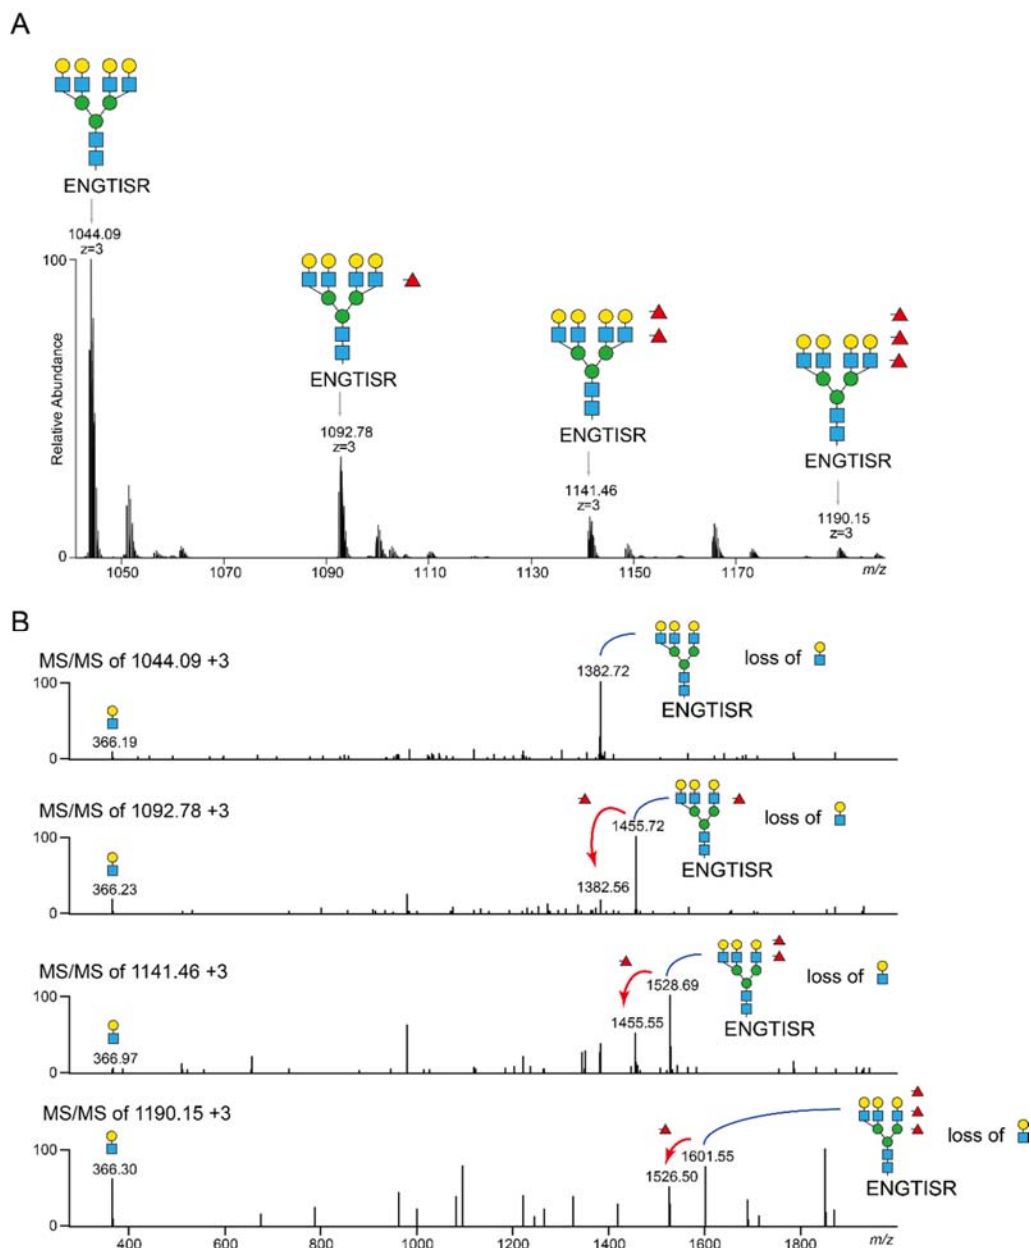 A
ENGTISR
1044.09
z=3
100
ENGTISR
1092.78
z=3
ENGTISR
1141.46
z=3
ENGTISR
1190.15
z=3
Relative Abundance
0
1050
1070
1090
1110
1130
1150
1170
m/z
B
MS/MS of 1044.09 +3
100
366.19
0
1382.72
ENGTISR
loss of
MS/MS of 1092.78 +3
100
366.23
0
1455.72
1382.56
ENGTISR
loss of
MS/MS of 1141.46 +3
100
366.97
0
1528.69
1455.55
ENGTISR
loss of
MS/MS of 1190.15 +3
100
366.30
0
1601.55
1526.50
ENGTISR
loss of
400
600
800
1000
1200
1400
1600
1800
m/z